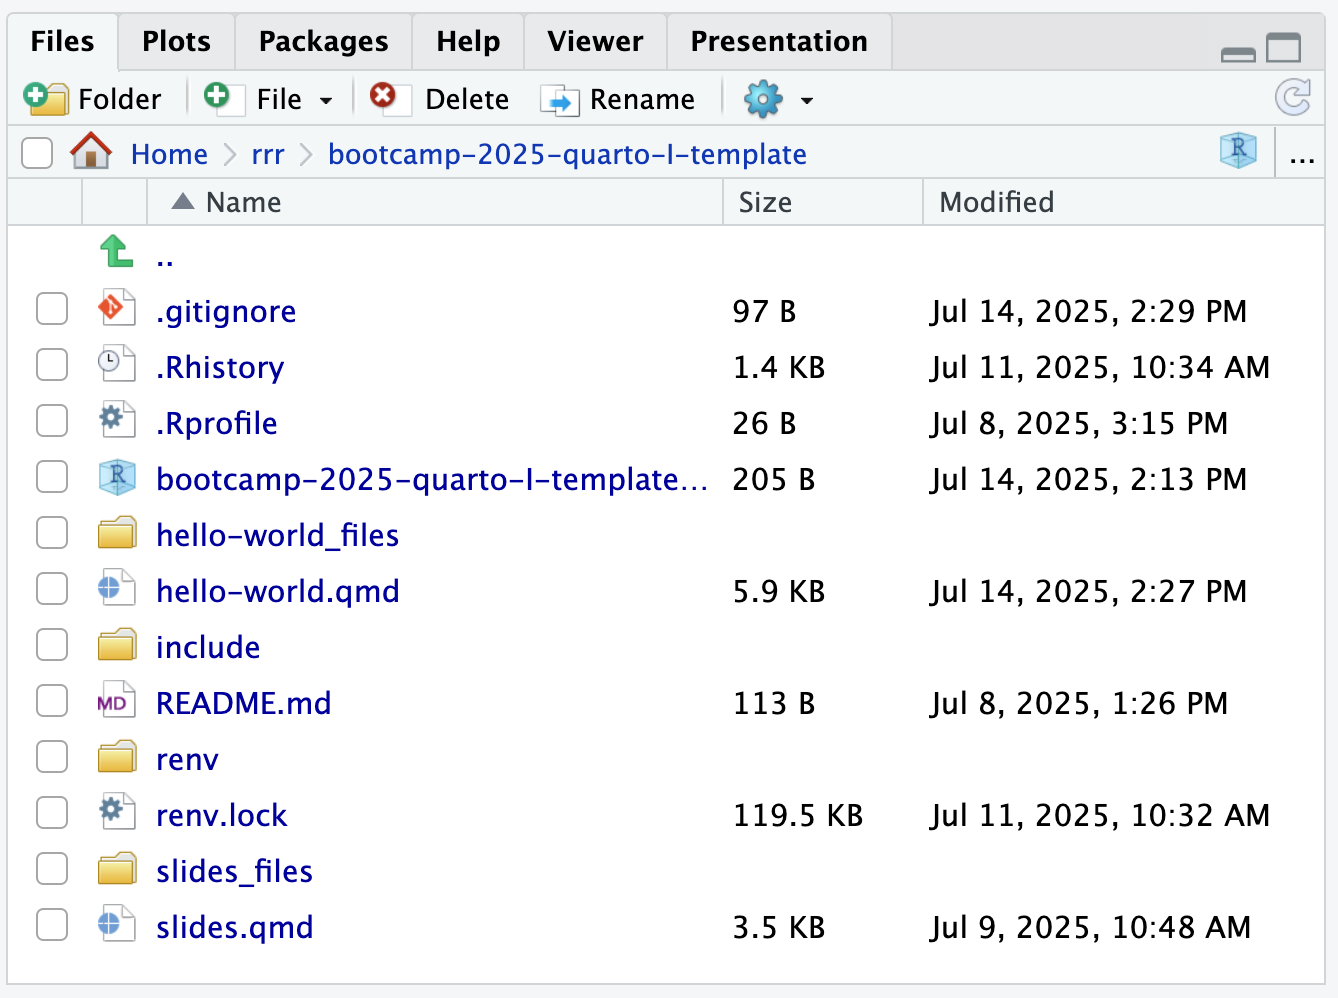 Files Plots Packages Help Viewer Presentation
Folder File Delete Rename
Home rrr bootcamp-2025-quarto-I-template R ...
Name Size Modified
..
.gitignore 97 B Jul 14, 2025, 2:29 PM
.Rhistory 1.4 KB Jul 11, 2025, 10:34 AM
.Rprofile 26 B Jul 8, 2025, 3:15 PM
R bootcamp-2025-quarto-I-template... 205 B Jul 14, 2025, 2:13 PM
hello-world_files
hello-world.qmd 5.9 KB Jul 14, 2025, 2:27 PM
include
MD README.md 113 B Jul 8, 2025, 1:26 PM
renv
renv.lock 119.5 KB Jul 11, 2025, 10:32 AM
slides_files
slides.qmd 3.5 KB Jul 9, 2025, 10:48 AM